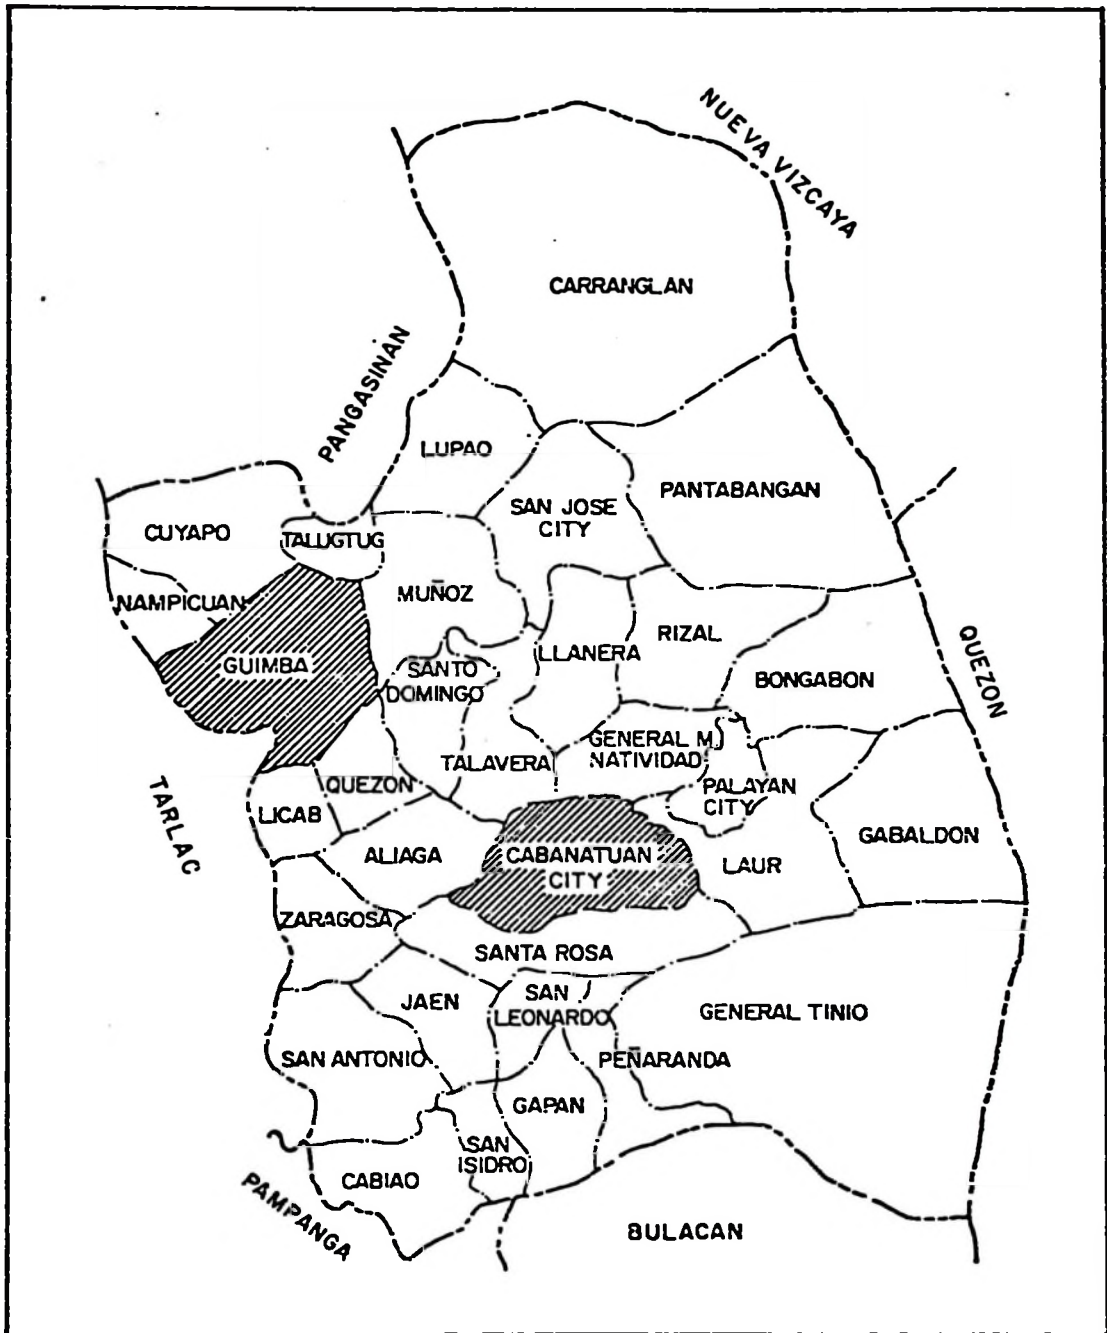 NUEVA VIZCAYA
CARRANGLAN
PANGASINAN
LUPAO
PANTABANGAN
SAN JOSE
CITY
CUYAPO
TALUGTUG
MUÑOZ
NAMPICUAN
RIZAL
LLANERA
GUIMBA
SANTO
DOMINGO
BONGABON
QUEZON
GENERAL M.
NATIVIDAD
TALAVERA
QUEZON
PALAYAN
CITY
TARLAC
LICAB
GABALDON
ALIAGA
CABANATUAN
CITY
LAUR
ZARAGOSA
SANTA ROSA
SAN
LEONARDO
JAEN
GENERAL TINIO
SAN ANTONIO
PEÑARANDA
GAPAN
SAN
ISIDRO
CABIAO
PAMPANGA
BULACAN